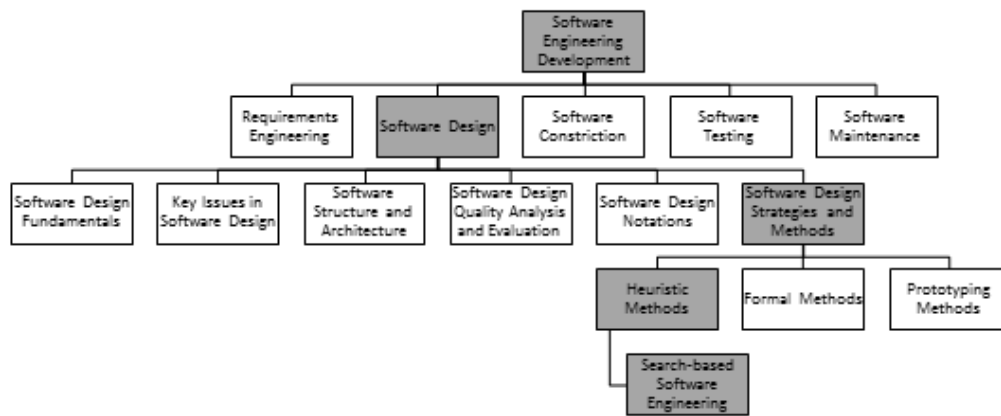 Software
Engineering
Development
Requirements
Engineering
Software Design
Software
Constriction
Software
Testing
Software
Maintenance
Software Design
Fundamentals
Key Issues in
Software Design
Software
Structure and
Architecture
Software Design
Quality Analysis
and Evaluation
Software Design
Notations
Software Design
Strategies and
Methods
Heuristic
Methods
Formal Methods
Prototyping
Methods
Search-based
Software
Engineering